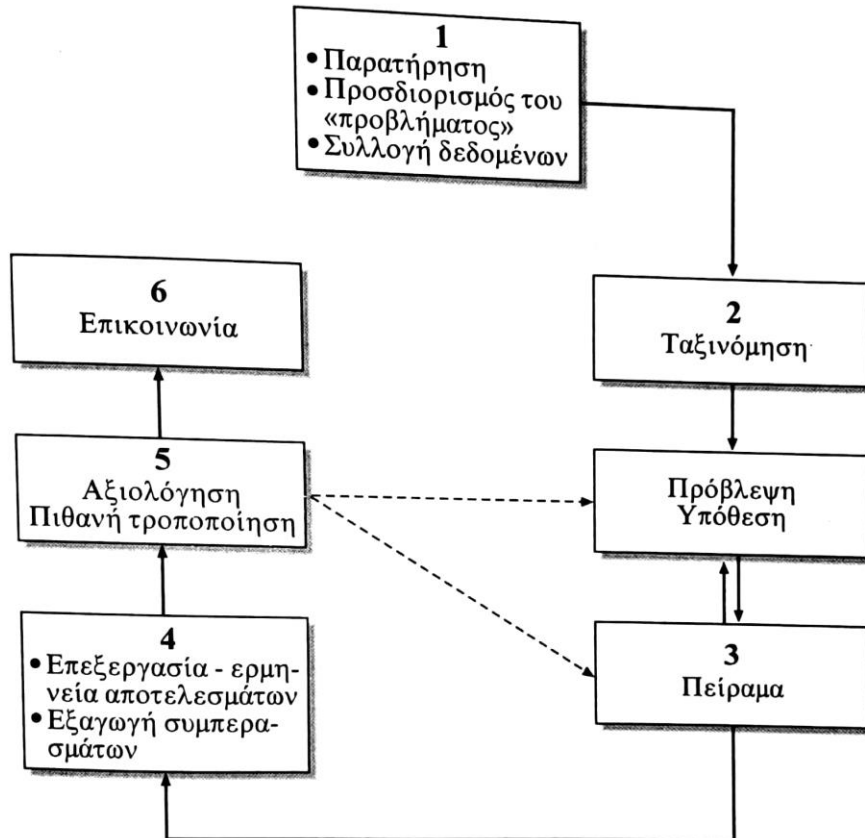 1
• Παρατήρηση
• Προσδιορισμός του
«προβλήματος»
• Συλλογή δεδομένων
2
Ταξινόμηση
Πρόβλεψη
Υπόθεση
3
Πείραμα
4
• Επεξεργασία - ερμη-
νεία αποτελεσμάτων
• Εξαγωγή συμπερα-
σμάτων
5
Αξιολόγηση
Πιθανή τροποποίηση
6
Επικοινωνία